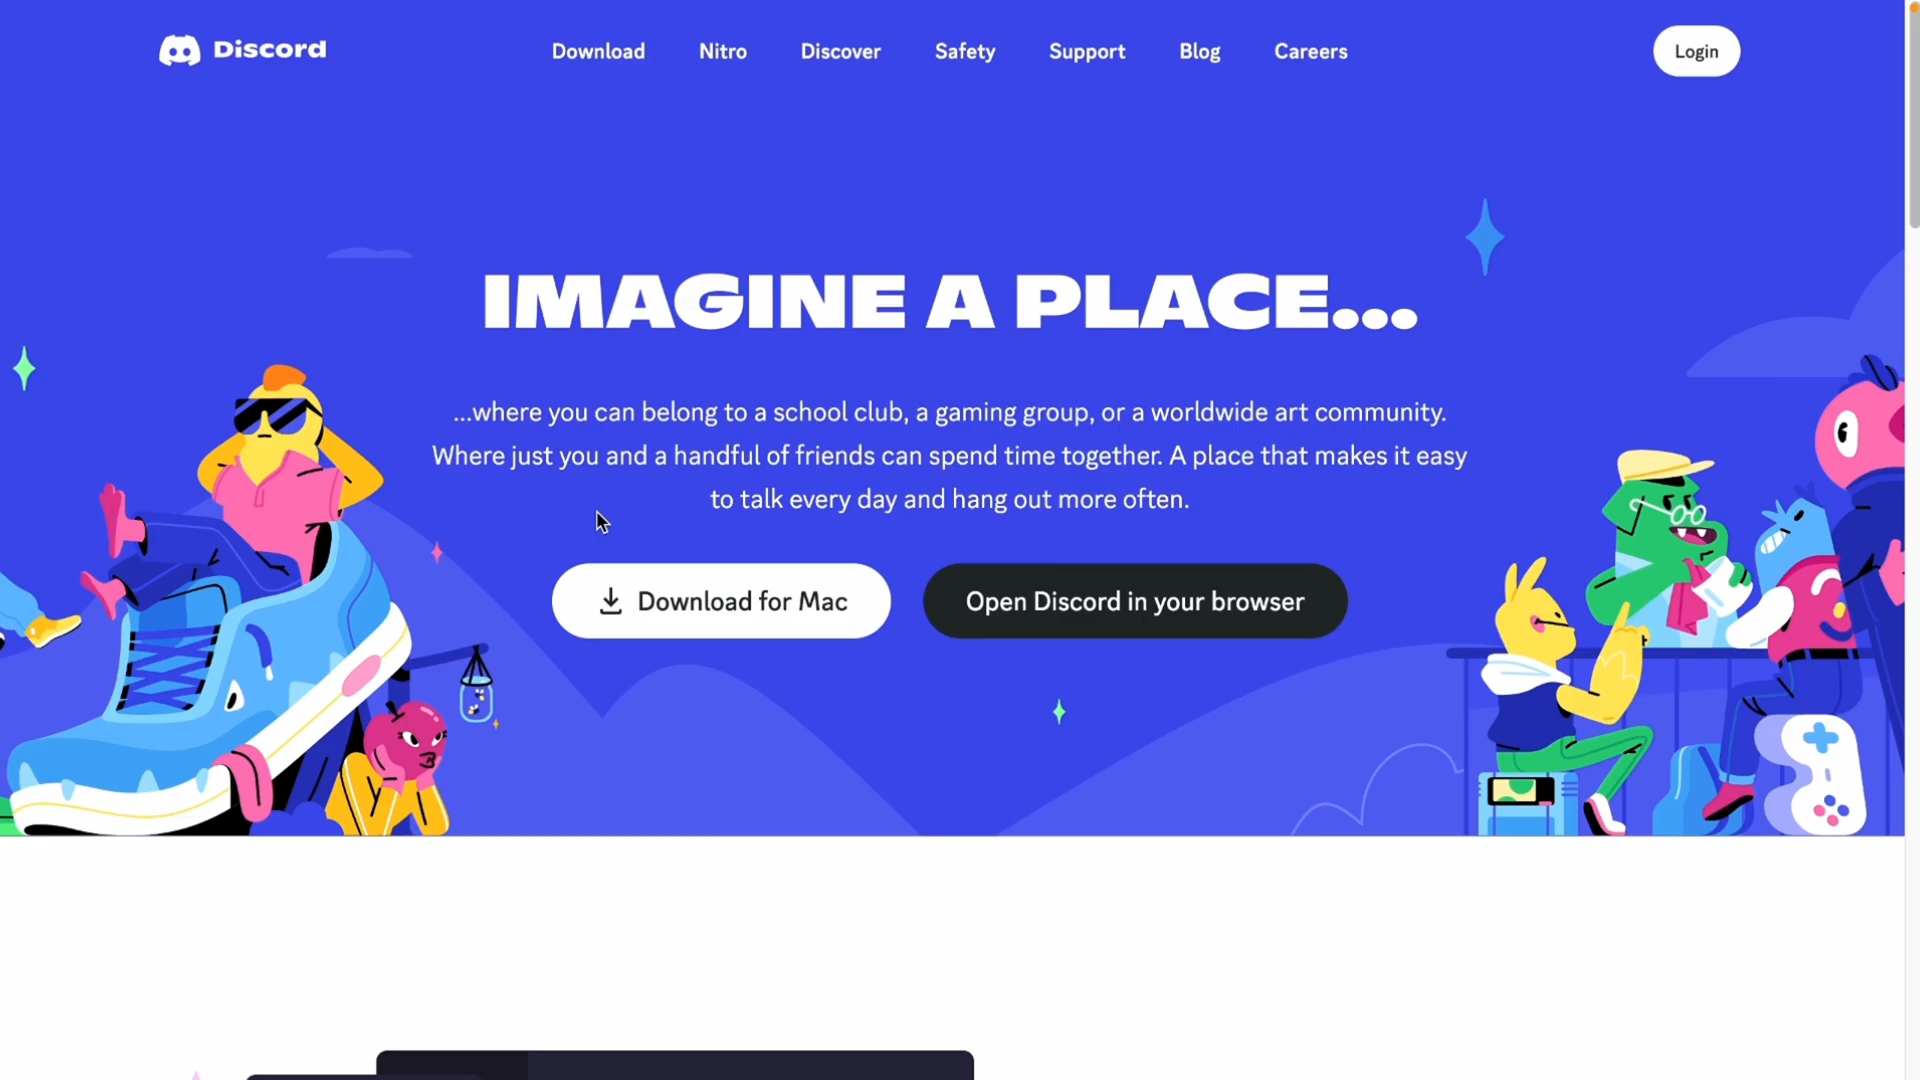 Discord
Download
Nitro
Discover
Safety
Support
Blog
Careers
Login
IMAGINE A PLACE...
...where you can belong to a school club, a gaming group, or a worldwide art community.
Where just you and a handful of friends can spend time together. A place that makes it easy
to talk every day and hang out more often.
Download for Mac
Open Discord in your browser